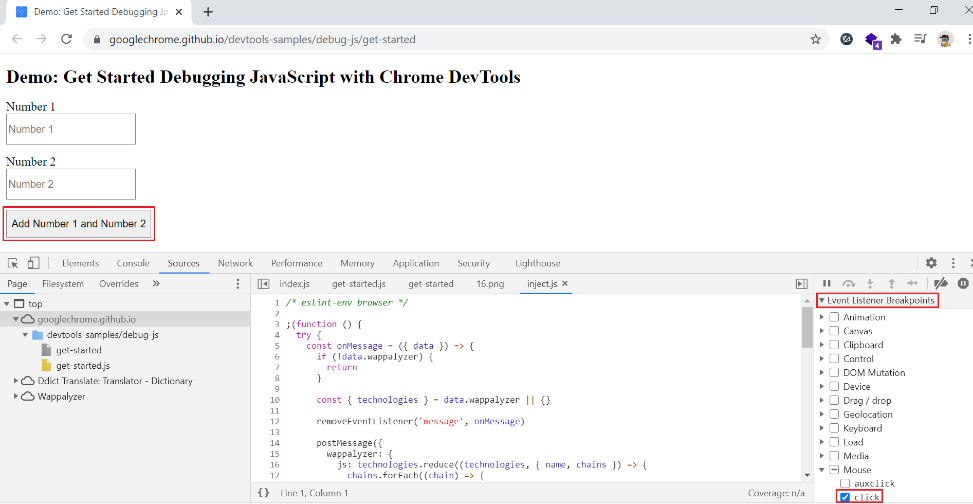 Demo: Get Started Debugging Ja
googlechrome.github.io/devtools-samples/debug-js/get-started
4
Demo: Get Started Debugging JavaScript with Chrome DevTools
Number 1
Number 1
Number 2
Number 2
Add Number 1 and Number 2
Elements Console Sources Network Performance Memory Application Security Lighthouse
Page Filesystem Overrides »
index.js get-started.js get-started 16.png inject.js
top
googlechrome.github.io
devtools-samples/debug-js
get-started
get-started.js
Ddict Translate: Translator - Dictionary
Wappalyzer
1 /* eslint-env browser */
2
3 ;(function () {
4 try {
5 const onMessage = ({ data }) => {
6 if (!data.wappalyzer) {
7 return
8 }
9
10 const { technologies } = data.wappalyzer || {}
11
12 removeEventListener('message', onMessage)
13
14 postMessage({
15 wappalyzer: {
16 js: technologies.reduce((technologies, { name, chains }) => {
17 chains.forEach((chain) => {
{} Line 1, Column 1
Coverage: n/a
Event Listener Breakpoints
Animation
Canvas
Clipboard
Control
DOM Mutation
Device
Drag / drop
Geolocation
Keyboard
Load
Media
Mouse
auxclick
click